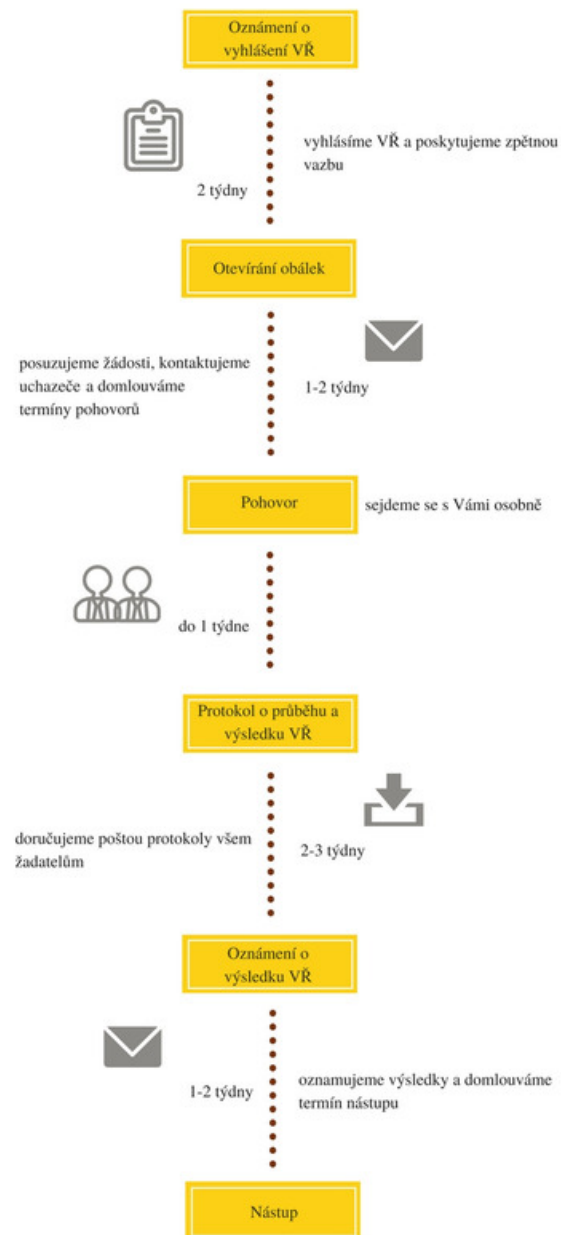 Oznámení o
vyhlášení VŘ
vyhlásíme VŘ a poskytujeme zpětnou
vazbu
2 týdny
Otevírání obálek
posuzujeme žádosti, kontaktujeme
uchazeče a domlouváme
termíny pohovorů
1-2 týdny
Pohovor
sejdeme se s Vámi osobně
do 1 týdne
Protokol o průběhu a
výsledku VŘ
doručujeme poštou protokoly všem
žadatelům
2-3 týdny
Oznámení o
výsledku VŘ
1-2 týdny
oznamujeme výsledky a domlouváme
termín nástupu
Nástup